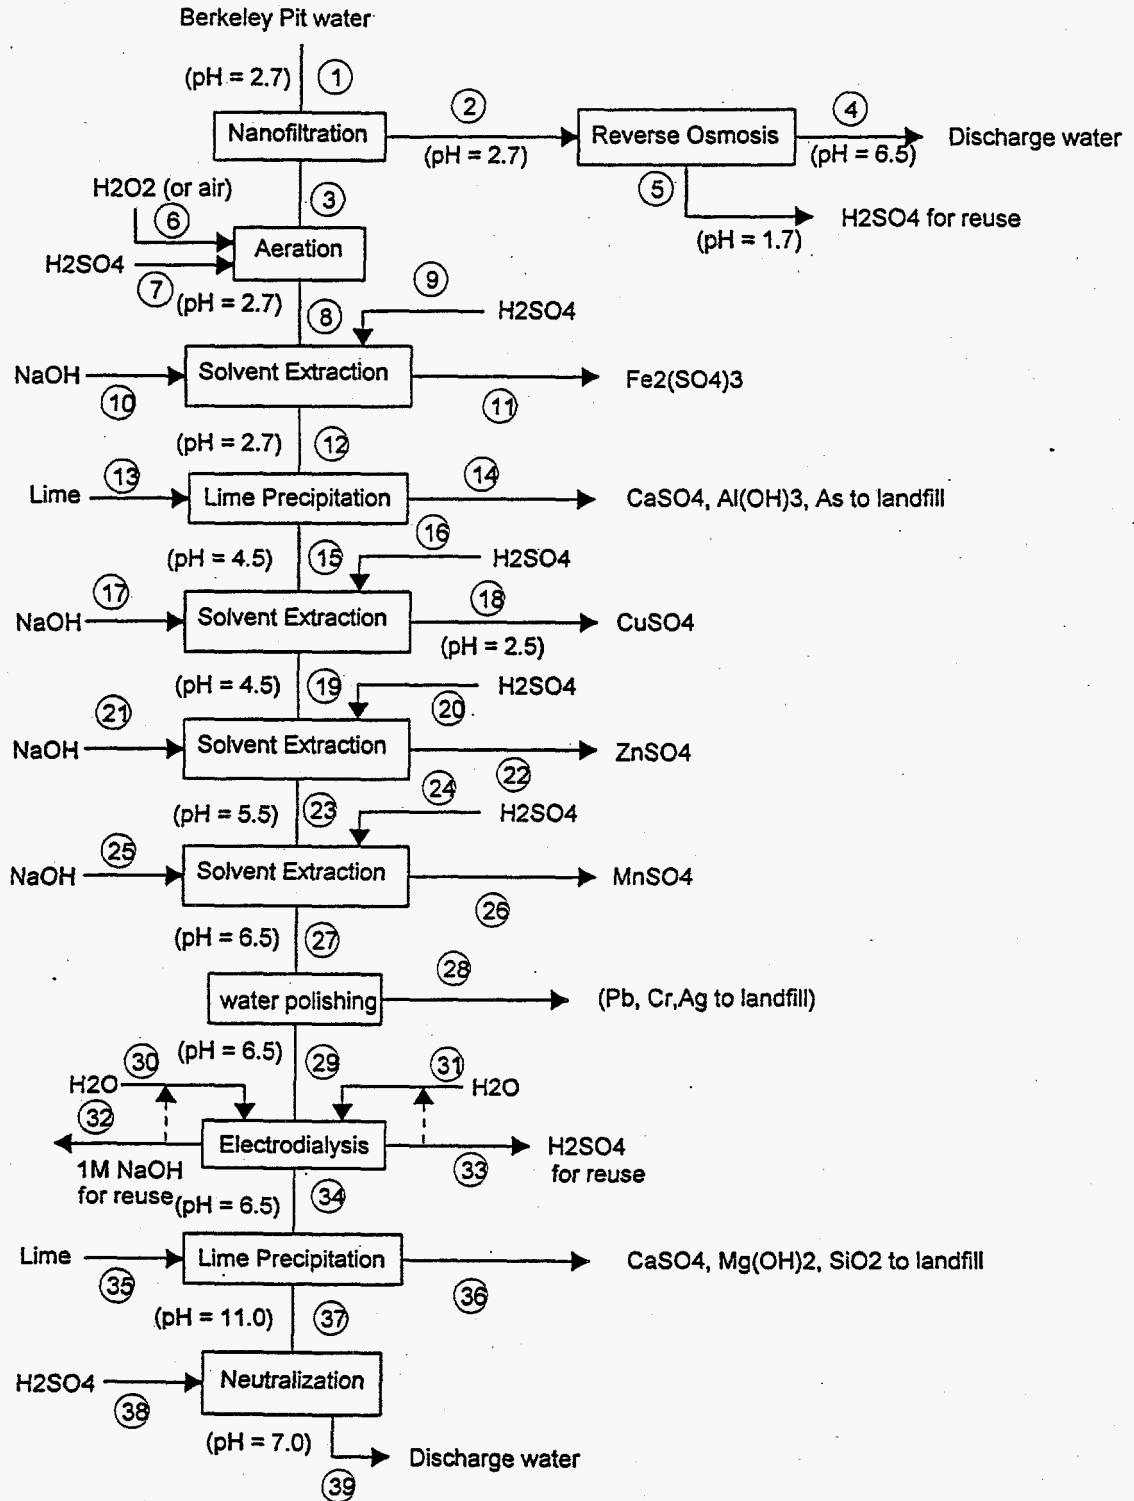 Berkeley Pit water
(pH = 2.7) 1
Nanofiltration
2
(pH = 2.7)
Reverse Osmosis
4
(pH = 6.5)
Discharge water
H2O2 (or air)
6
3
5
H2SO4 for reuse
(pH = 1.7)
Aeration
H2SO4
7
(pH = 2.7)
8
9
H2SO4
NaOH
10
Solvent Extraction
11
Fe2(SO4)3
(pH = 2.7)
12
Lime
13
Lime Precipitation
14
CaSO4, Al(OH)3, As to landfill
(pH = 4.5)
15
16
H2SO4
NaOH
17
Solvent Extraction
18
(pH = 2.5)
CuSO4
(pH = 4.5)
19
20
H2SO4
NaOH
21
Solvent Extraction
22
ZnSO4
(pH = 5.5)
23
24
H2SO4
NaOH
25
Solvent Extraction
26
MnSO4
(pH = 6.5)
27
water polishing
28
(Pb, Cr,Ag to landfill)
(pH = 6.5)
29
H2O
30
31
H2O
32
1M NaOH
for reuse
Electrodialysis
33
H2SO4
for reuse
(pH = 6.5)
34
Lime
35
Lime Precipitation
36
CaSO4, Mg(OH)2, SiO2 to landfill
(pH = 11.0)
37
H2SO4
38
Neutralization
(pH = 7.0)
39
Discharge water